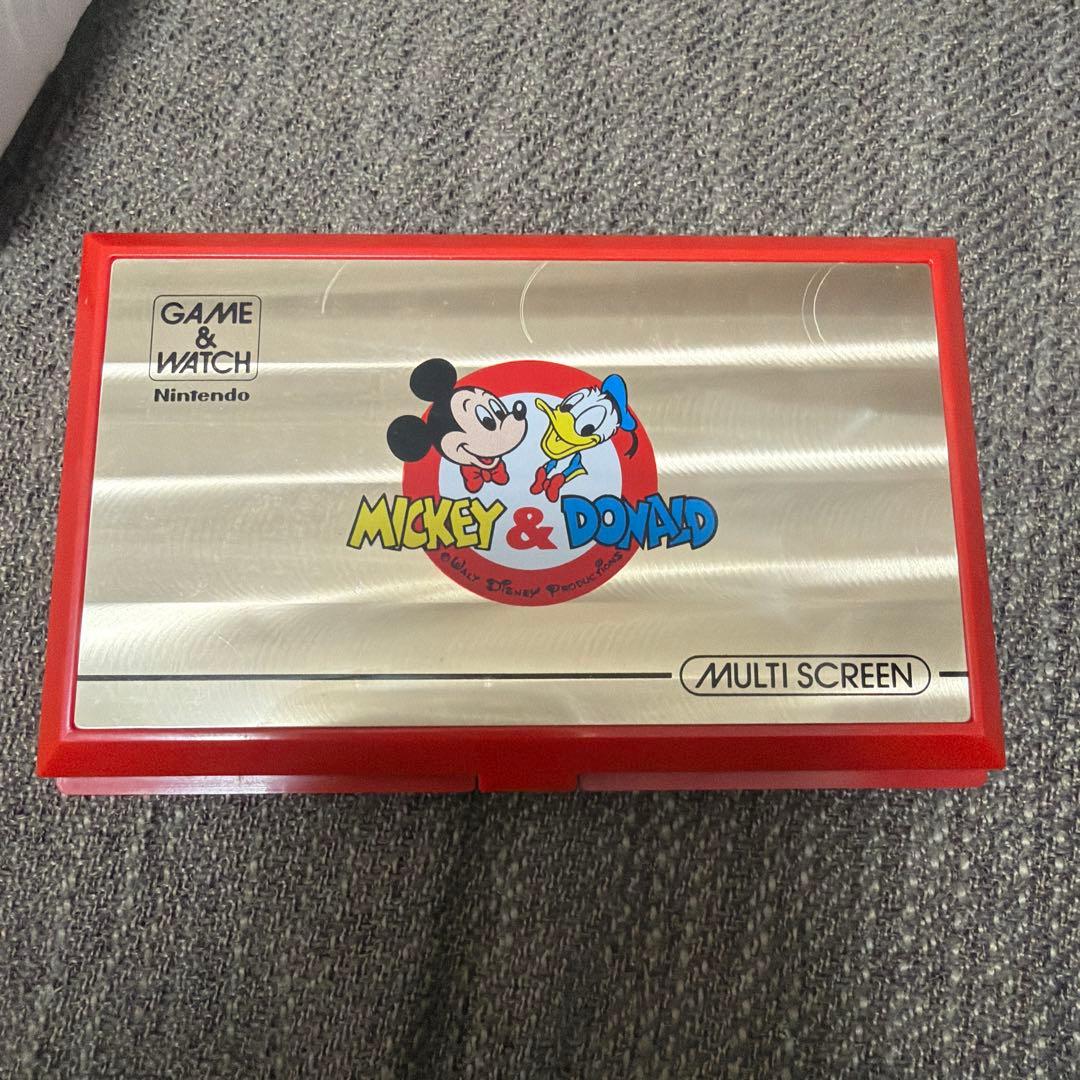 GAME
&
WATCH
Nintendo
MICKEY & DONALD
© WALT DISNEY PRODUCTIONS
MULTI SCREEN